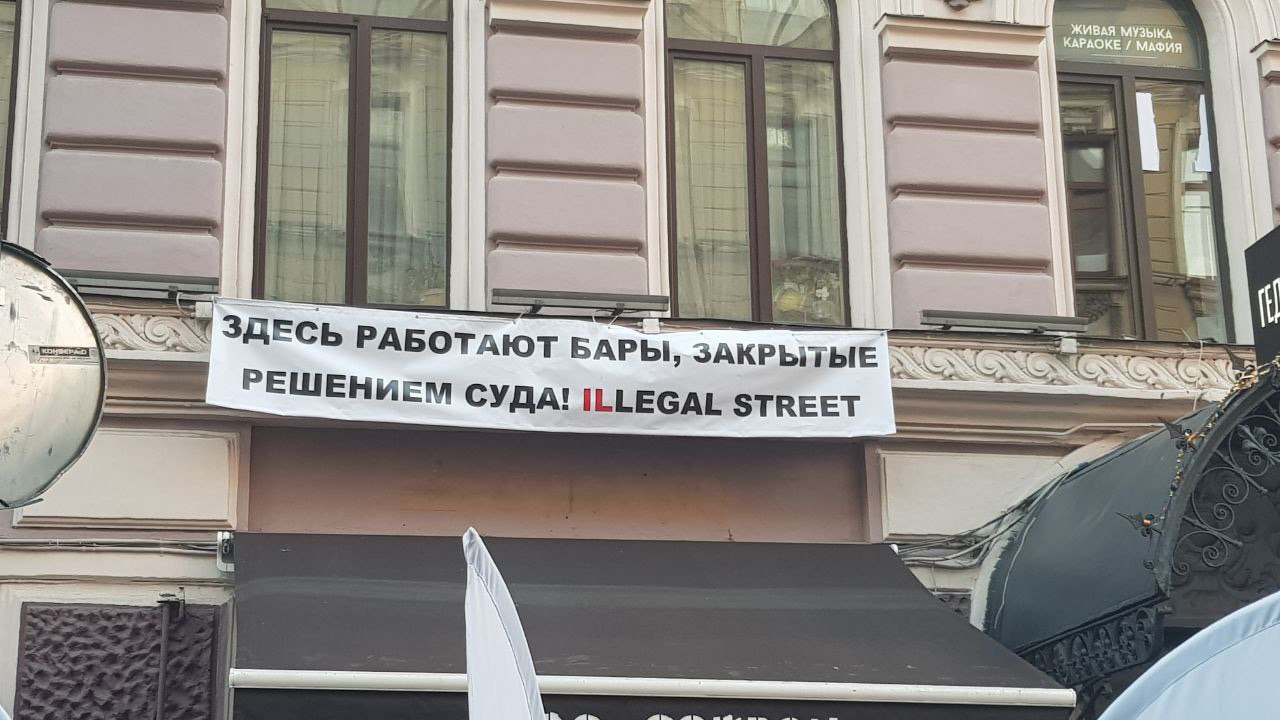 ЖИВАЯ МУЗЫКА
КАРАОКЕ / МАФИЯ
ЗДЕСЬ РАБОТАЮТ БАРЫ, ЗАКРЫТЫЕ
РЕШЕНИЕМ СУДА! ILLEGAL STREET